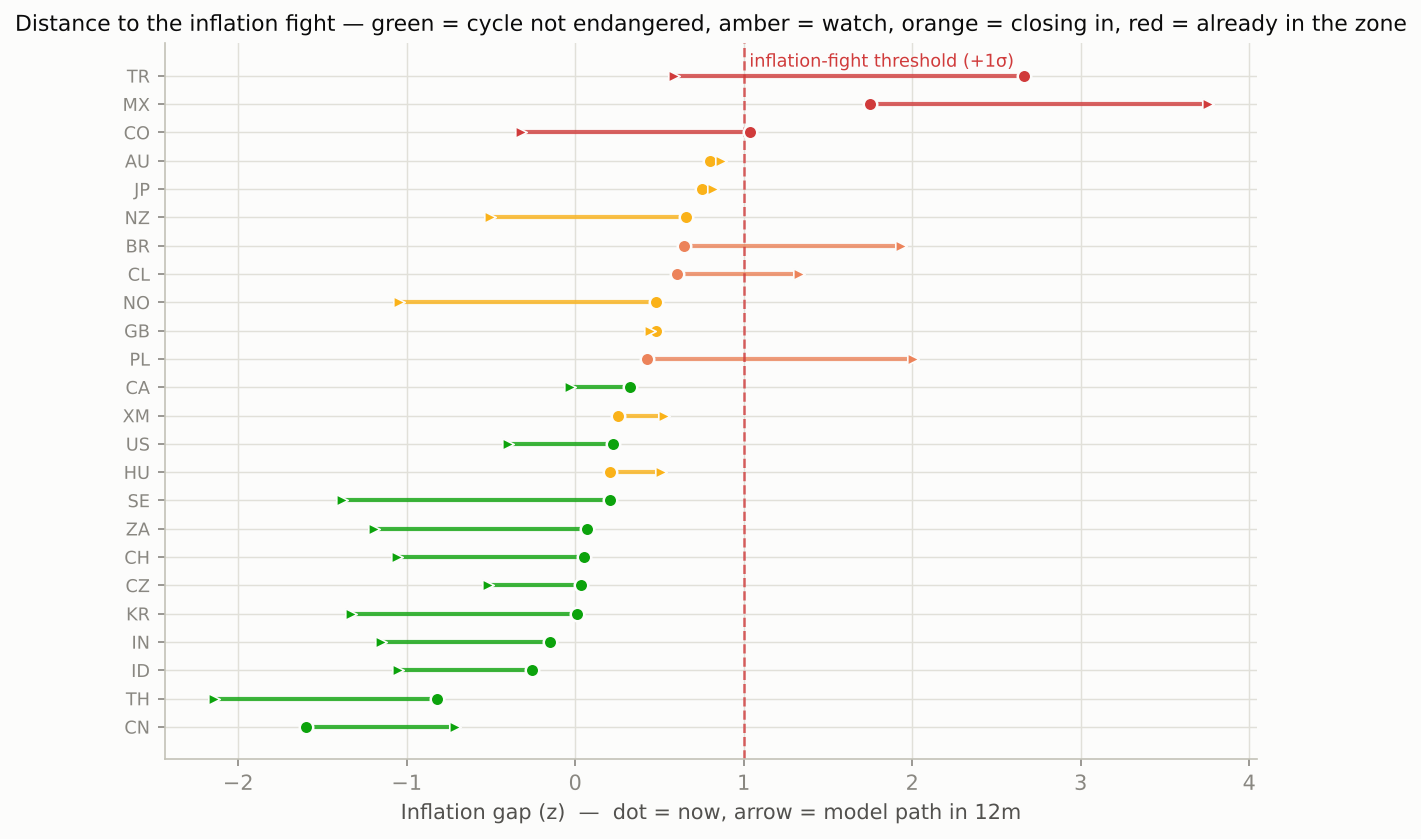 Distance to the inflation fight — green = cycle not endangered, amber = watch, orange = closing in, red = already in the zone
inflation-fight threshold (+1σ)
TR
MX
CO
AU
JP
NZ
BR
CL
NO
GB
PL
CA
XM
US
HU
SE
ZA
CH
CZ
KR
IN
ID
TH
CN
−2 −1 0 1 2 3 4
Inflation gap (z) — dot = now, arrow = model path in 12m